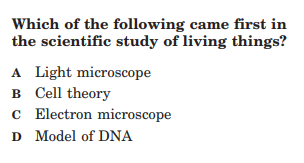 Which of the following came first in
the scientific study of living things?
A Light microscope
B Cell theory
C Electron microscope
D Model of DNA